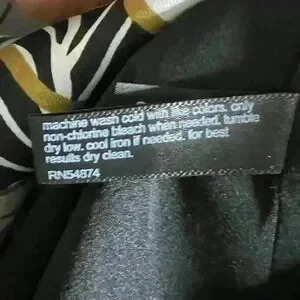 machine wash cold with like colors. only
non-chlorine bleach when needed. tumble
dry low. cool iron if needed. for best
results dry clean.
RN54874